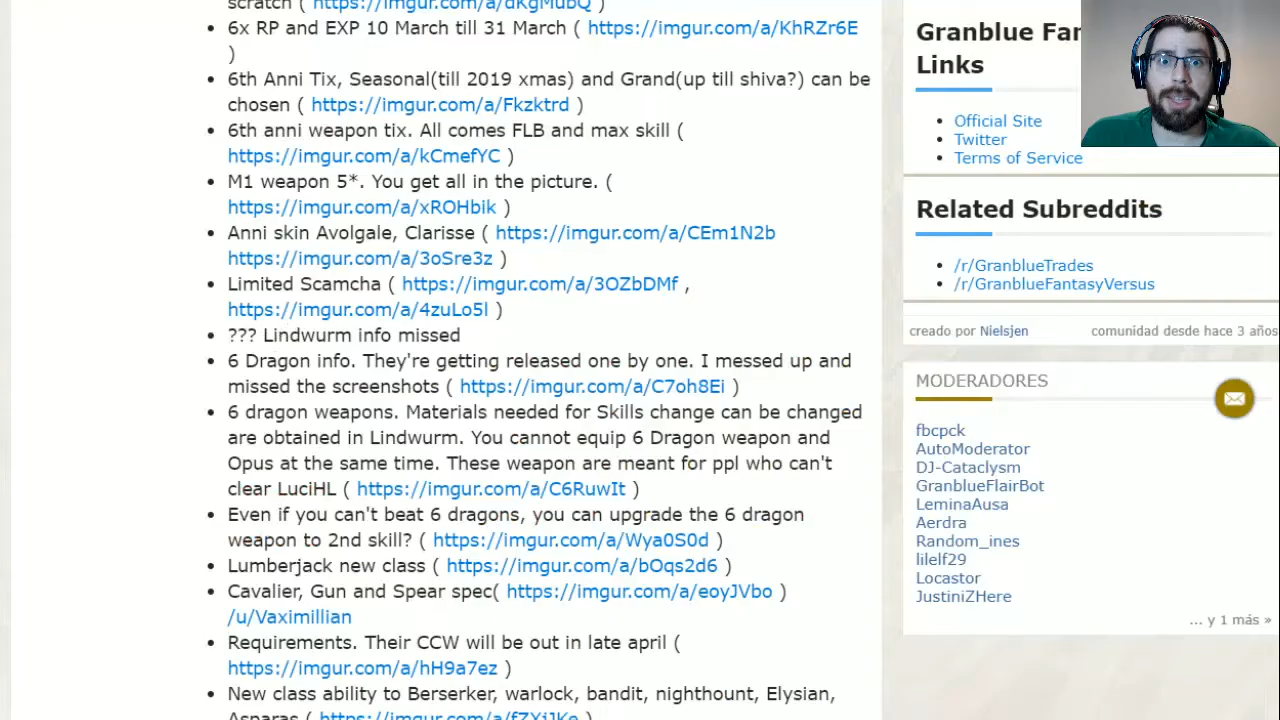 scratch ( https://imgur.com/a/dKgMubQ )
6x RP and EXP 10 March till 31 March ( https://imgur.com/a/KhRZr6E
)
6th Anni Tix, Seasonal(till 2019 xmas) and Grand(up till shiva?) can be
chosen ( https://imgur.com/a/Fkzktrd )
6th anni weapon tix. All comes FLB and max skill (
https://imgur.com/a/kCmefYC )
M1 weapon 5*. You get all in the picture. (
https://imgur.com/a/xROHbik )
Anni skin Avolgale, Clarisse ( https://imgur.com/a/CEm1N2b
https://imgur.com/a/3oSre3z )
Limited Scamcha ( https://imgur.com/a/3OZbDMf ,
https://imgur.com/a/4zuLo5l )
??? Lindwurm info missed
6 Dragon info. They're getting released one by one. I messed up and
missed the screenshots ( https://imgur.com/a/C7oh8Ei )
6 dragon weapons. Materials needed for Skills change can be changed
are obtained in Lindwurm. You cannot equip 6 Dragon weapon and
Opus at the same time. These weapon are meant for ppl who can't
clear LuciHL ( https://imgur.com/a/C6RuwIt )
Even if you can't beat 6 dragons, you can upgrade the 6 dragon
weapon to 2nd skill? ( https://imgur.com/a/Wya0S0d )
Lumberjack new class ( https://imgur.com/a/bOqs2d6 )
Cavalier, Gun and Spear spec( https://imgur.com/a/eoyJVbo )
/u/Vaximillian
Requirements. Their CCW will be out in late april (
https://imgur.com/a/hH9a7ez )
New class ability to Berserker, warlock, bandit, nighthount, Elysian,
Asparas ( https://imgur.com/a/fZXiJKe )
Granblue Fan
Links
Official Site
Twitter
Terms of Service
Related Subreddits
/r/GranblueTrades
/r/GranblueFantasyVersus
creado por Nielsjen
comunidad desde hace 3 años
MODERADORES
fbcpck
AutoModerator
DJ-Cataclysm
GranblueFlairBot
LeminaAusa
Aerdra
Random_ines
lilelf29
Locastor
JustiniZHere
... y 1 más »